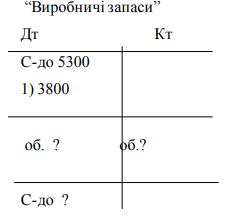 “Виробничі запаси”
Дт Кт
С-до 5300
1) 3800
об. ? об.?
С-до ?